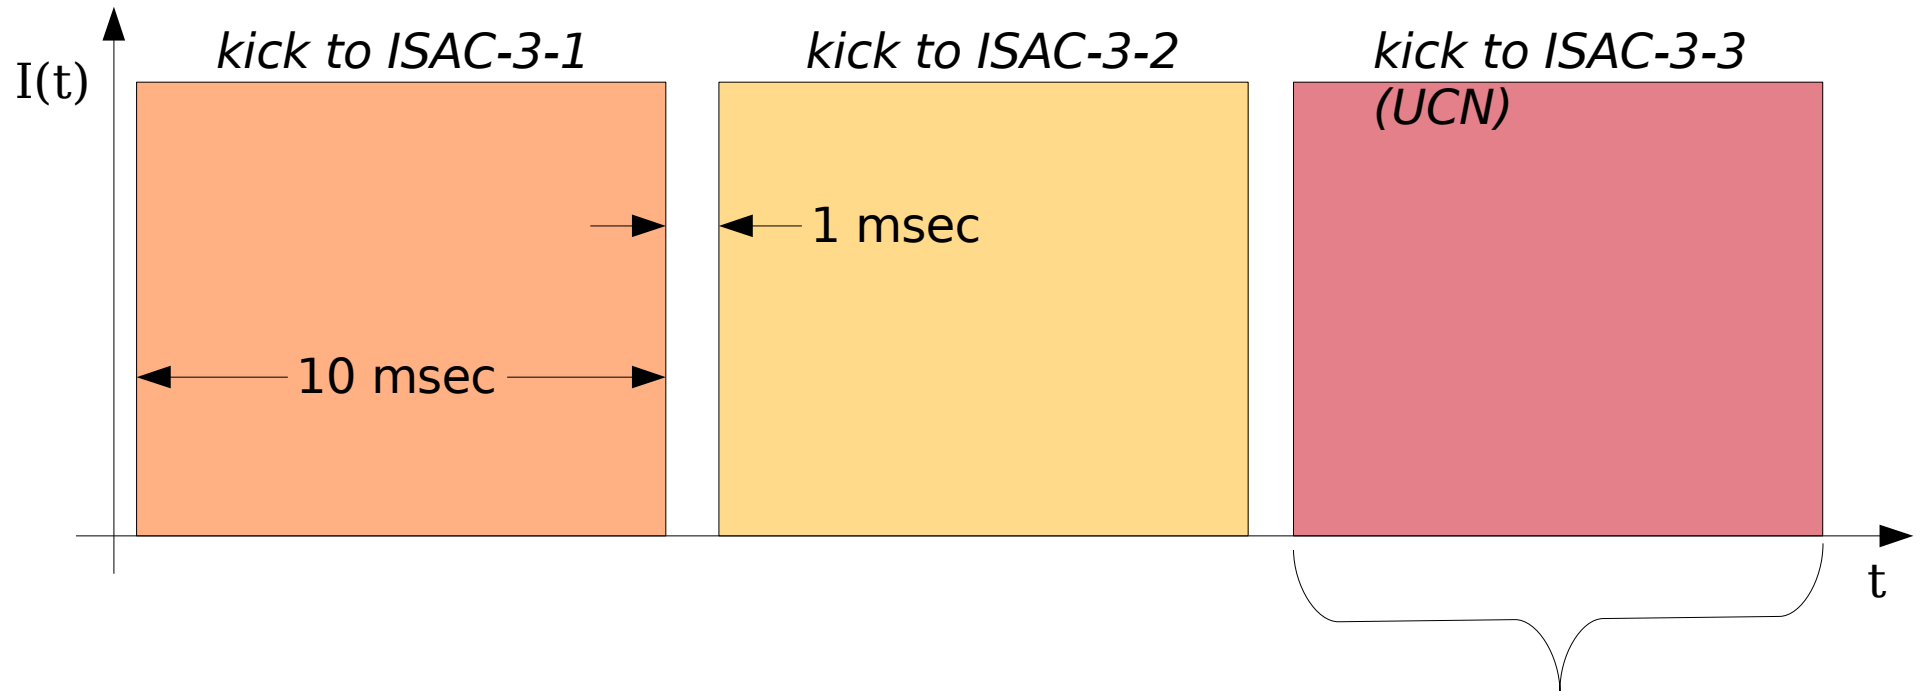 kick to ISAC-3-1
kick to ISAC-3-2
kick to ISAC-3-3
(UCN)
I(t)
1 msec
10 msec
t